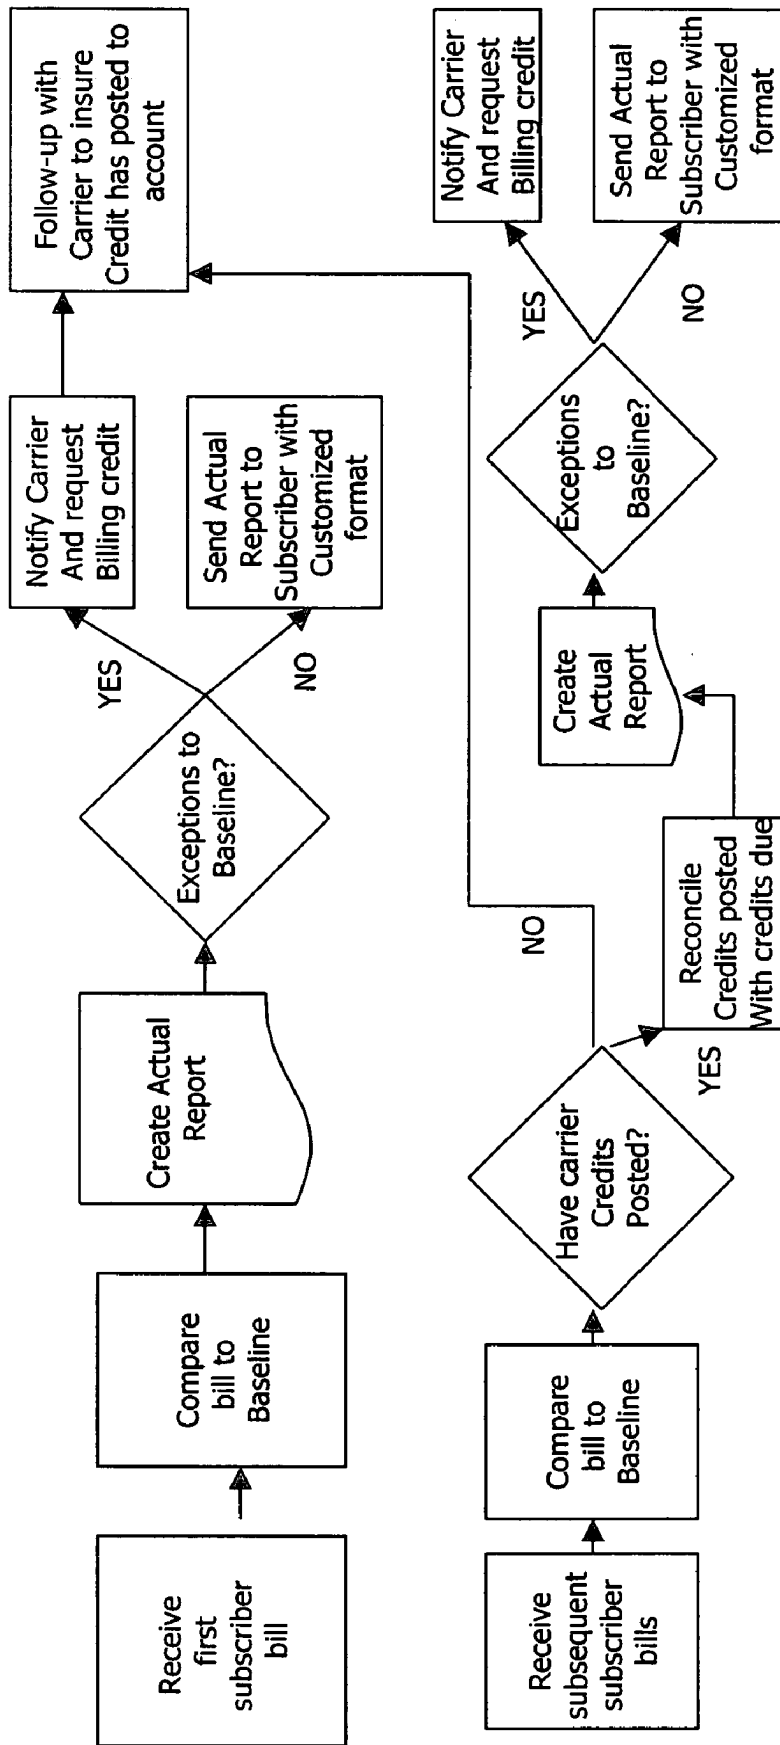 Receive
first
subscriber
bill
Compare
bill to
Baseline
Create Actual
Report
Exceptions to
Baseline?
YES
NO
Notify Carrier
And request
Billing credit
Send Actual
Report to
Subscriber with
Customized
format
Follow-up with
Carrier to insure
Credit has posted to
account
Receive
subsequent
subscriber
bills
Compare
bill to
Baseline
Have carrier
Credits
Posted?
NO
YES
Reconcile
Credits posted
With credits due
Create
Actual
Report
Exceptions
to
Baseline?
YES
NO
Notify Carrier
And request
Billing credit
Send Actual
Report to
Subscriber with
Customized
format